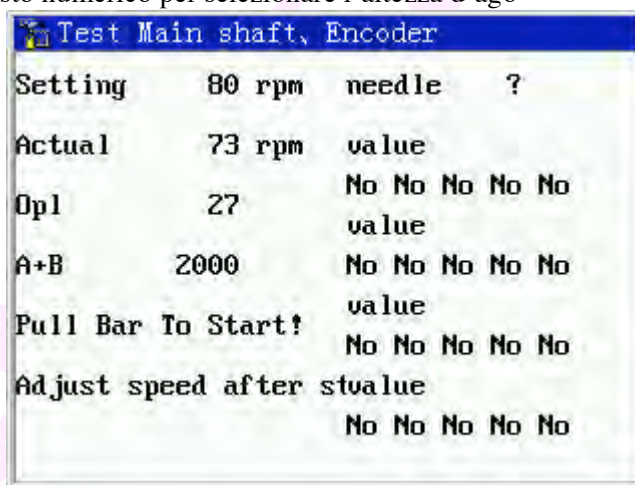 sto numerico per selezionare l'altezza d'ago
Test Main shaft、Encoder
Setting 80 rpm needle ?
Actual 73 rpm value
No No No No No
Opl 27
value
A+B 2000 No No No No No
value
Pull Bar To Start!
No No No No No
Adjust speed after stvalue
No No No No No